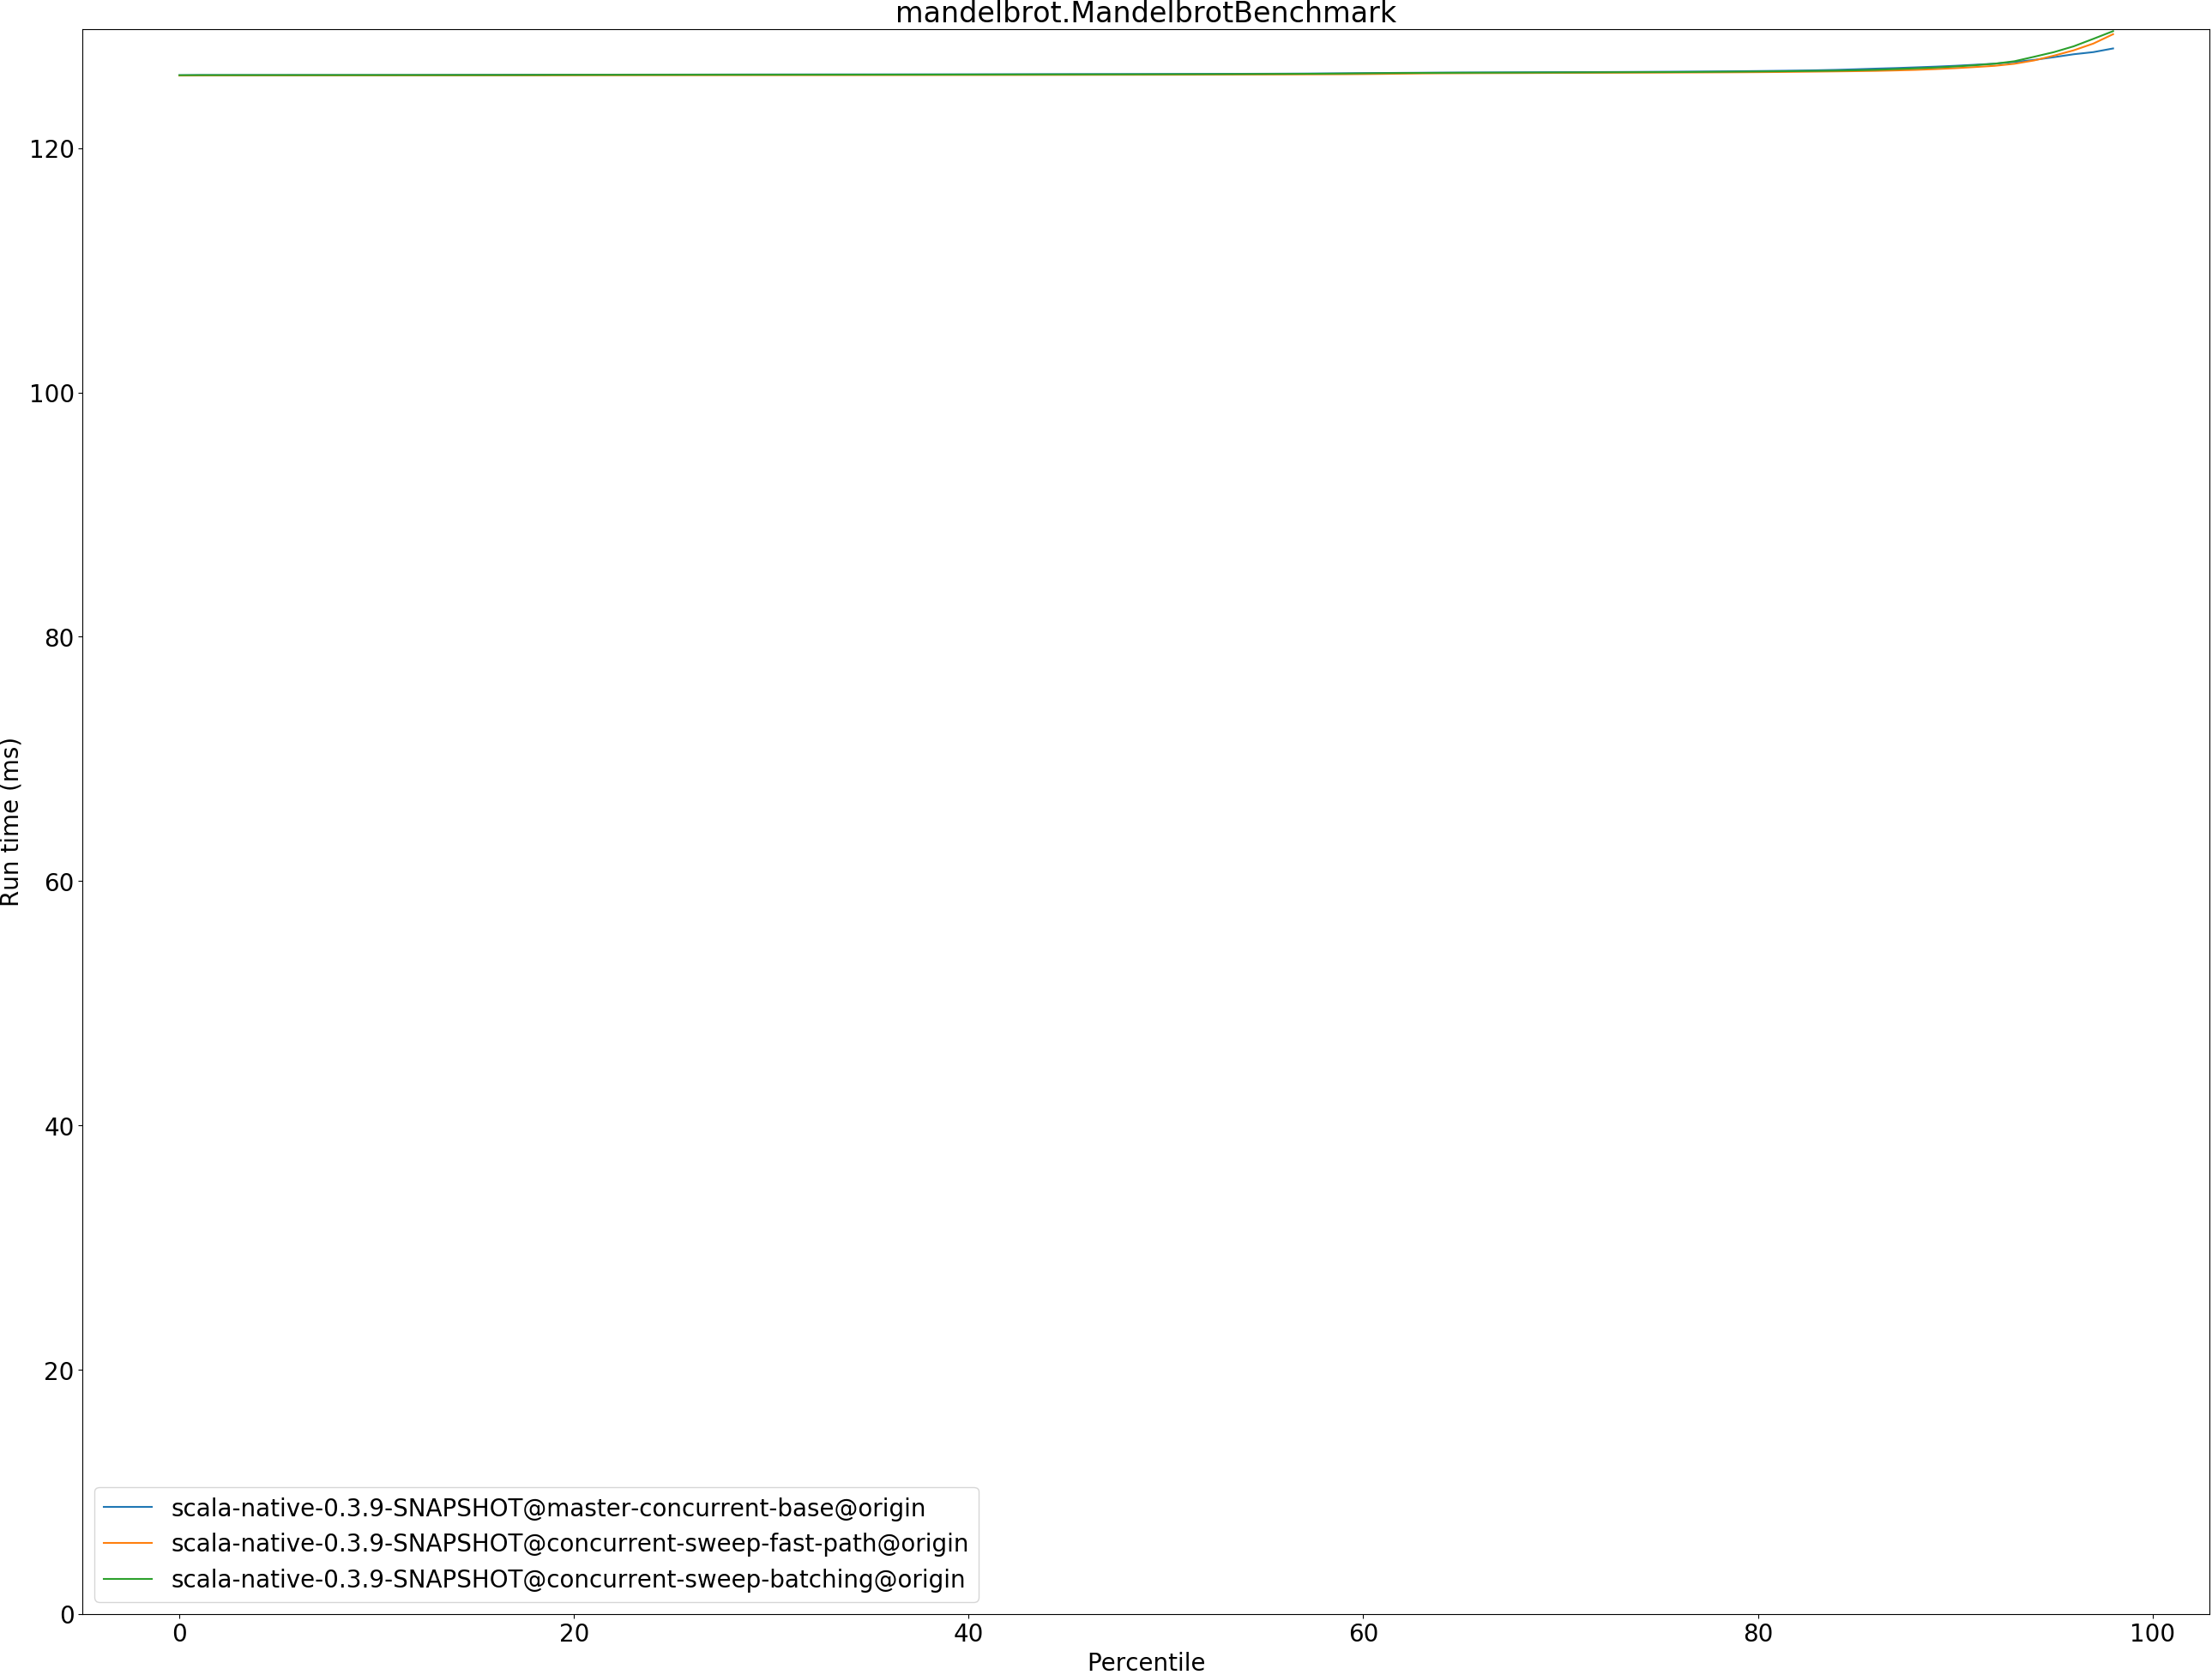 mandelbrot.MandelbrotBenchmark
Run time (ms)
120
100
80
60
40
20
0
scala-native-0.3.9-SNAPSHOT@master-concurrent-base@origin
scala-native-0.3.9-SNAPSHOT@concurrent-sweep-fast-path@origin
scala-native-0.3.9-SNAPSHOT@concurrent-sweep-batching@origin
0 20 40 60 80 100
Percentile